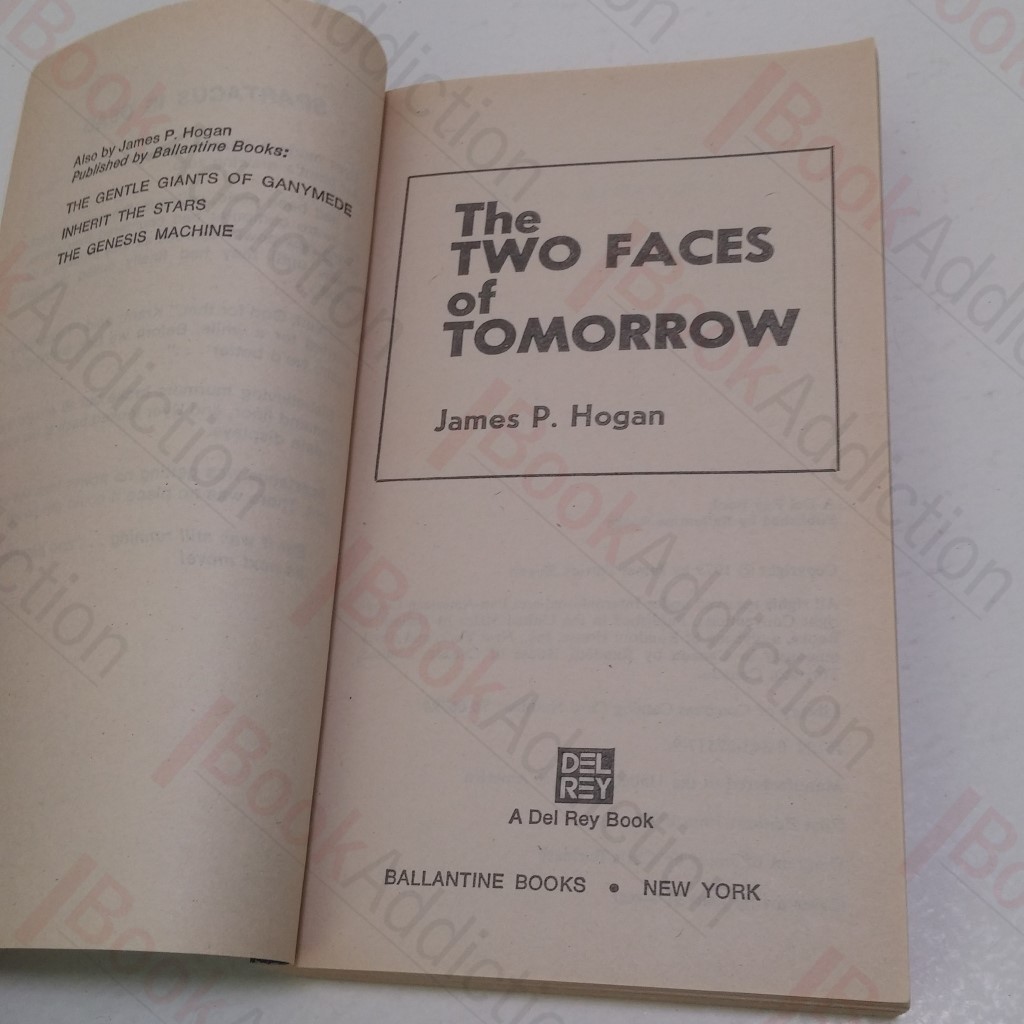 Also by James P. Hogan
Published by Ballantine Books:
THE GENTLE GIANTS OF GANYMEDE
INHERIT THE STARS
THE GENESIS MACHINE
The
TWO FACES
of
TOMORROW
James P. Hogan
DEL
REY
A Del Rey Book
BALLANTINE BOOKS • NEW YORK
BookAddiction